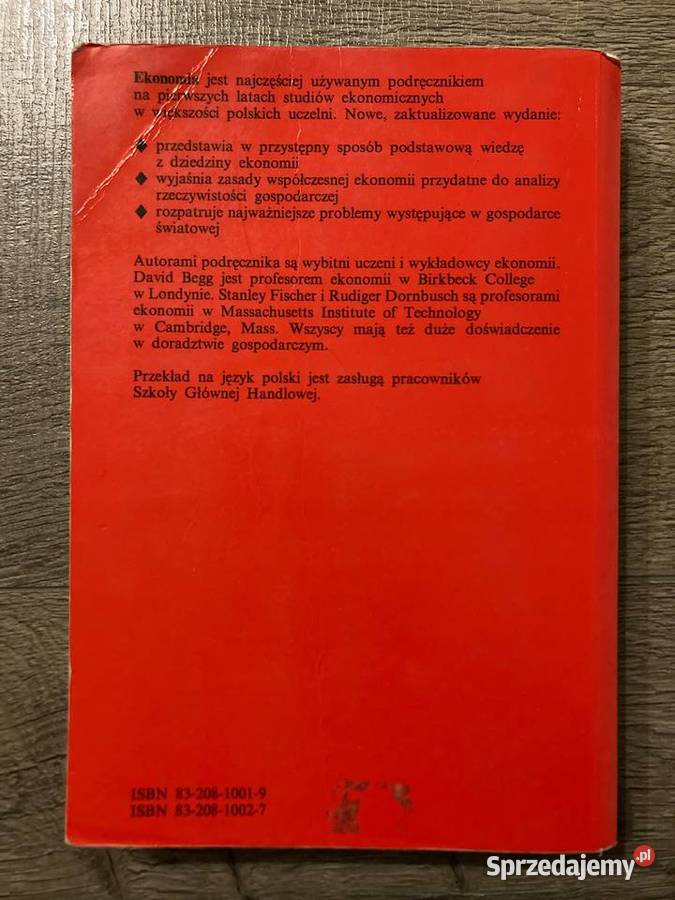 Ekonomia jest najczęściej używanym podręcznikiem
na pierwszych latach studiów ekonomicznych
w większości polskich uczelni. Nowe, zaktualizowane wydanie:
♦ przedstawia w przystępny sposób podstawową wiedzę
z dziedziny ekonomii
♦ wyjaśnia zasady współczesnej ekonomii przydatne do analizy
rzeczywistości gospodarczej
♦ rozpatruje najważniejsze problemy występujące w gospodarce
światowej
Autorami podręcznika są wybitni uczeni i wykładowcy ekonomii.
David Begg jest profesorem ekonomii w Birkbeck College
w Londynie. Stanley Fischer i Rudiger Dornbusch są profesorami
ekonomii w Massachusetts Institute of Technology
w Cambridge, Mass. Wszyscy mają też duże doświadczenie
w doradztwie gospodarczym.
Przekład na język polski jest zasługą pracowników
Szkoły Głównej Handlowej.
ISBN 83-208-1001-9
ISBN 83-208-1002-7
Sprzedajemy.pl